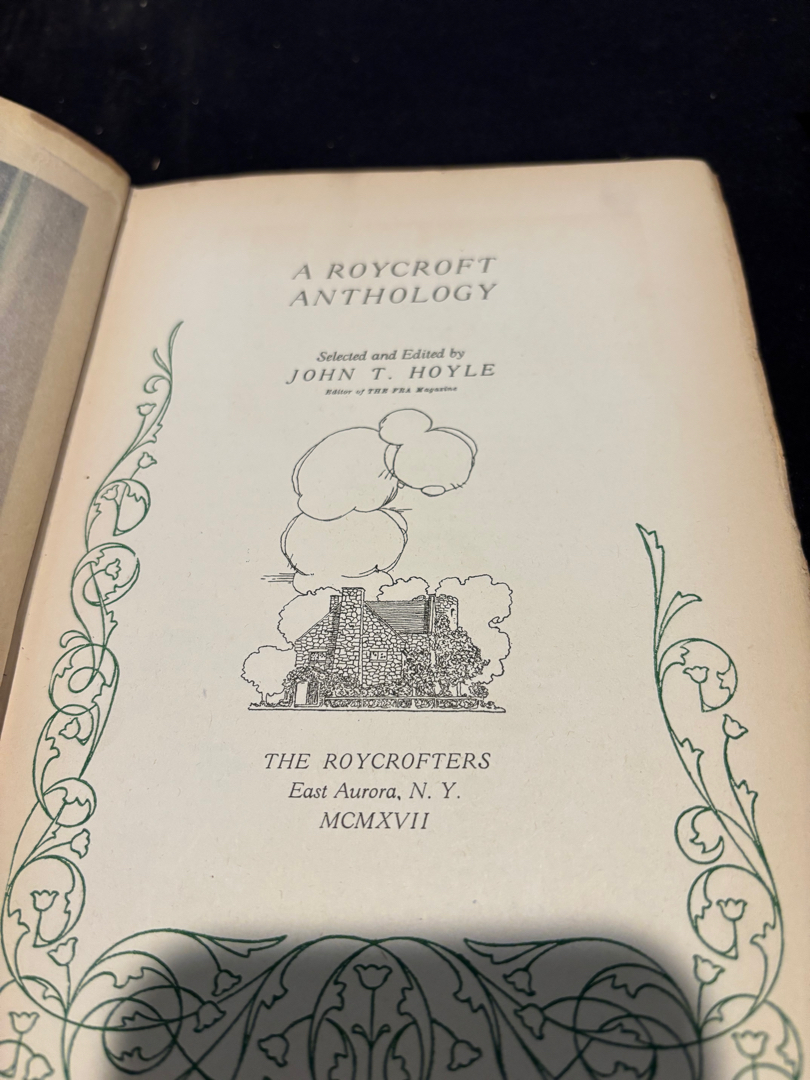 A ROYCROFT
ANTHOLOGY
Selected and Edited by
JOHN T. HOYLE
Editor of THE FRA Magazine
THE ROYCROFTERS
East Aurora, N. Y.
MCMXVII